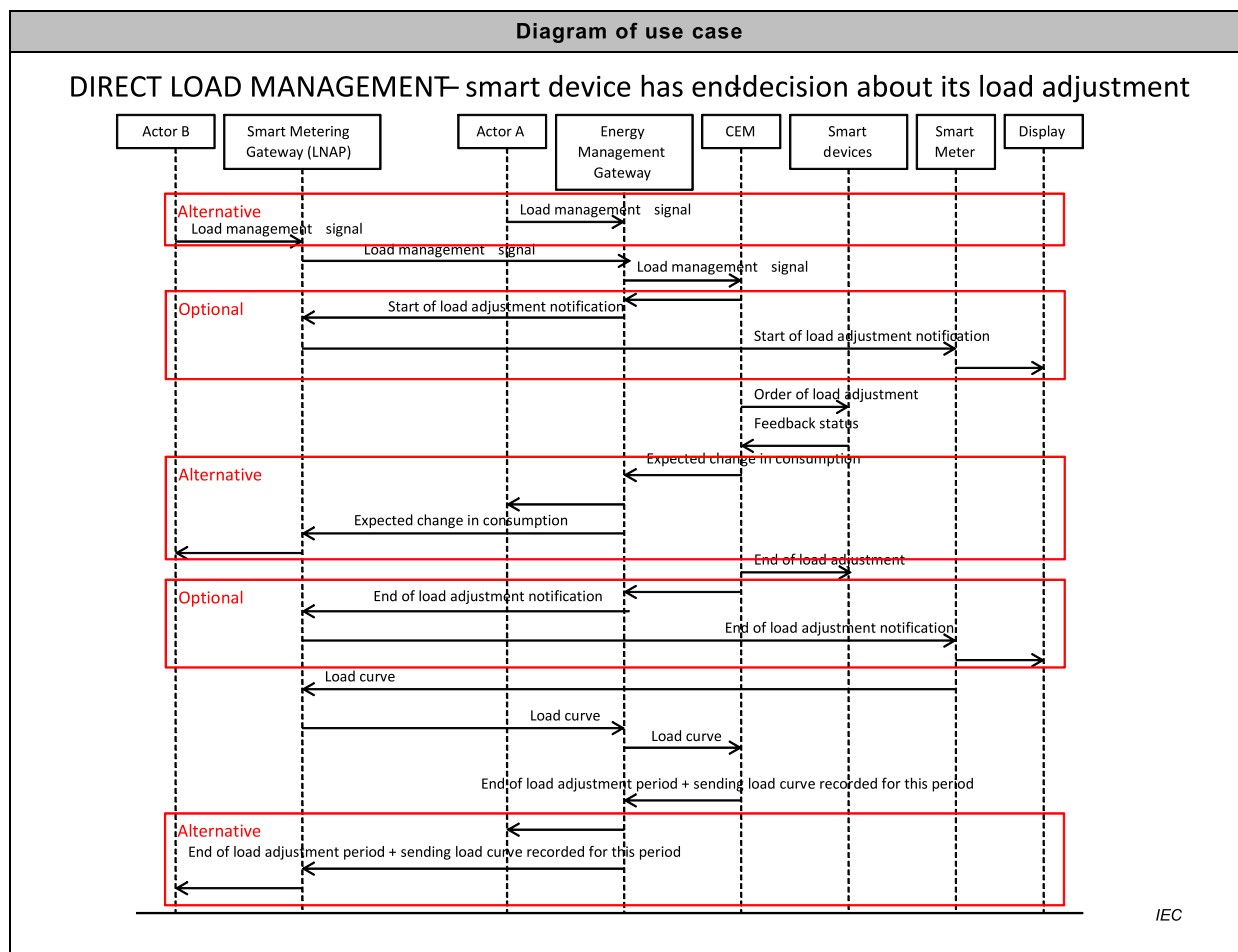 Diagram of use case
DIRECT LOAD MANAGEMENT– smart device has end-decision about its load adjustment
Actor B
Smart Metering
Gateway (LNAP)
Actor A
Energy
Management
Gateway
CEM
Smart
devices
Smart
Meter
Display
Alternative
Load management signal
Load management signal
Load management signal
Load management signal
Optional
Start of load adjustment notification
Start of load adjustment notification
Order of load adjustment
Feedback status
Expected change in consumption
Alternative
Expected change in consumption
End of load adjustment
Optional
End of load adjustment notification
End of load adjustment notification
Load curve
Load curve
Load curve
End of load adjustment period + sending load curve recorded for this period
Alternative
End of load adjustment period + sending load curve recorded for this period
IEC